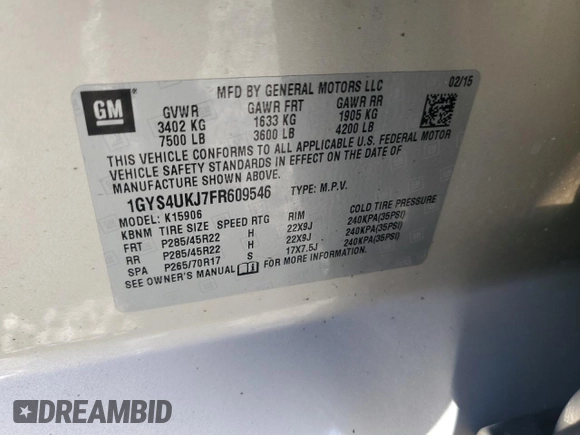 MFD BY GENERAL MOTORS LLC 02/15
GM
GVWR GAWR FRT GAWR RR
3402 KG 1633 KG 1905 KG
7500 LB 3600 LB 4200 LB
THIS VEHICLE CONFORMS TO ALL APPLICABLE U.S. FEDERAL MOTOR
VEHICLE SAFETY STANDARDS IN EFFECT ON THE DATE OF
MANUFACTURE SHOWN ABOVE.
1GYS4UKJ7FR609546 TYPE: M.P.V.
MODEL: K15906
KBNM TIRE SIZE SPEED RTG RIM COLD TIRE PRESSURE
FRT P285/45R22 H 22X9J 240KPA(35PSI)
RR P285/45R22 H 22X9J 240KPA(35PSI)
SPA P265/70R17 S 17X7.5J 240KPA(35PSI)
SEE OWNER'S MANUAL FOR MORE INFORMATION
DREAMBID